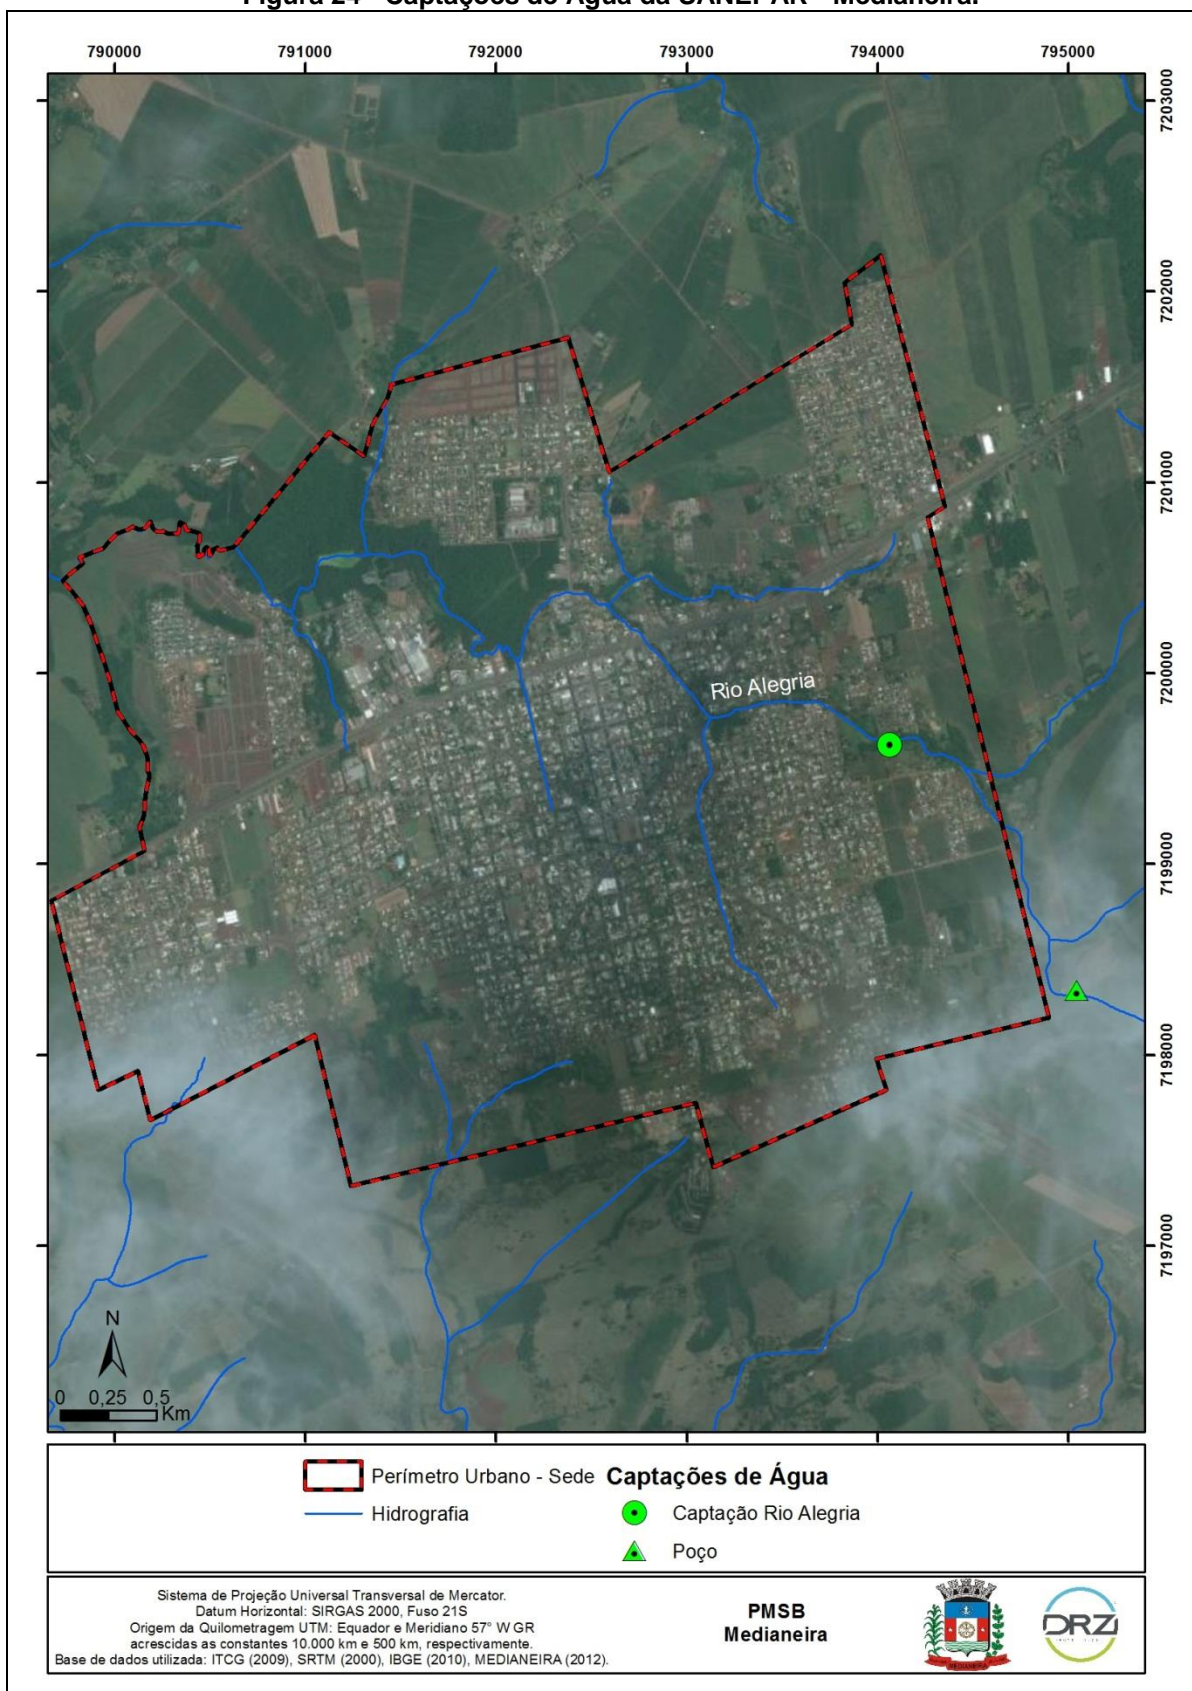 Figura 24 - Captações de Água da SANEPAR - Medianeira.
790000 791000 792000 793000 794000 795000
7203000
7202000
7201000
7200000
7199000
7198000
7197000
Rio Alegria
N
0 0,25 0,5
Km
Perímetro Urbano - Sede
Hidrografia
Captações de Água
Captação Rio Alegria
Poço
Sistema de Projeção Universal Transversal de Mercator.
Datum Horizontal: SIRGAS 2000, Fuso 21S
Origem da Quilometragem UTM: Equador e Meridiano 57° W GR
acrescidas as constantes 10.000 km e 500 km, respectivamente.
Base de dados utilizada: ITCG (2009), SRTM (2000), IBGE (2010), MEDIANEIRA (2012).
PMSB
Medianeira
MEDIANEIRA
DRZ